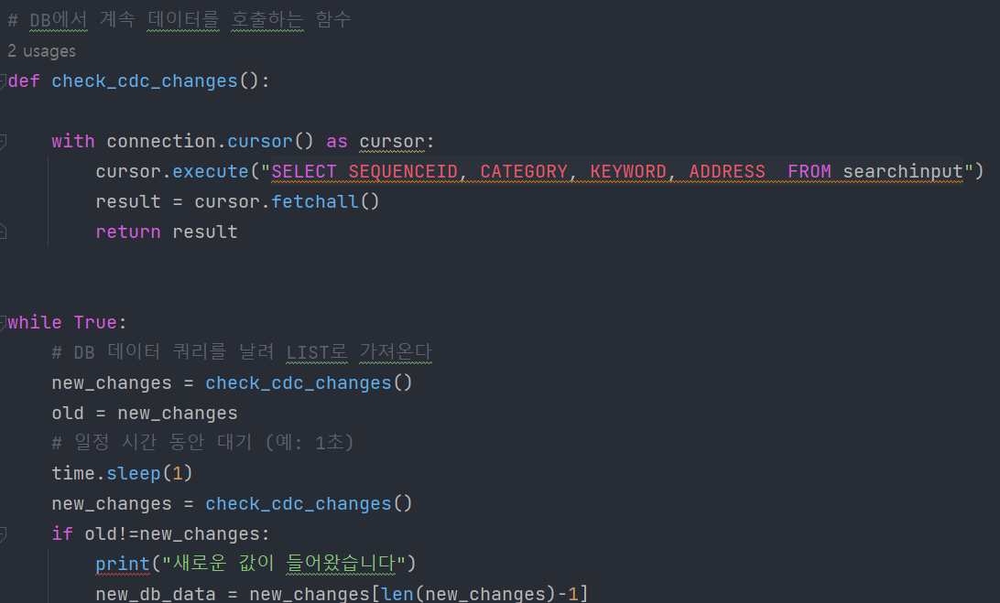 # DB에서 계속 데이터를 호출하는 함수
2 usages
def check_cdc_changes():
with connection.cursor() as cursor:
cursor.execute("SELECT SEQUENCEID, CATEGORY, KEYWORD, ADDRESS  FROM searchinput")
result = cursor.fetchall()
return result
while True:
# DB 데이터 쿼리를 날려 LIST로 가져온다
new_changes = check_cdc_changes()
old = new_changes
# 일정 시간 동안 대기 (예: 1초)
time.sleep(1)
new_changes = check_cdc_changes()
if old!=new_changes:
print("새로운 값이 들어왔습니다")
new_db_data = new_changes[len(new_changes)-1]